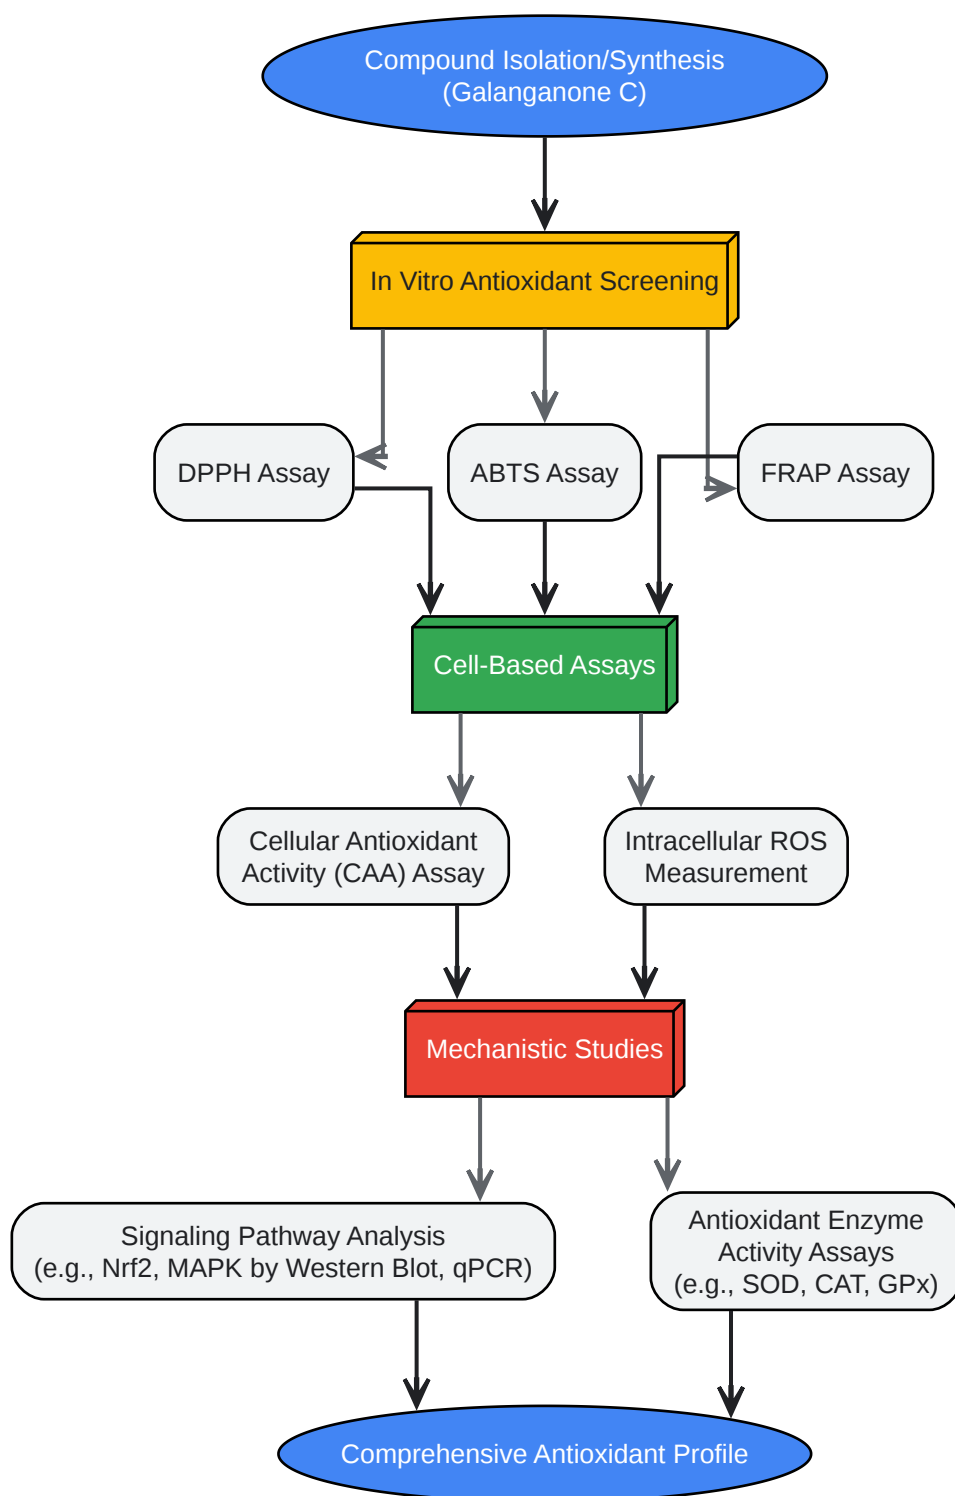 Compound Isolation/Synthesis
(Galanganone C)
In Vitro Antioxidant Screening
DPPH Assay
ABTS Assay
FRAP Assay
Cell-Based Assays
Cellular Antioxidant
Activity (CAA) Assay
Intracellular ROS
Measurement
Mechanistic Studies
Signaling Pathway Analysis
(e.g., Nrf2, MAPK by Western Blot, qPCR)
Antioxidant Enzyme
Activity Assays
(e.g., SOD, CAT, GPx)
Comprehensive Antioxidant Profile